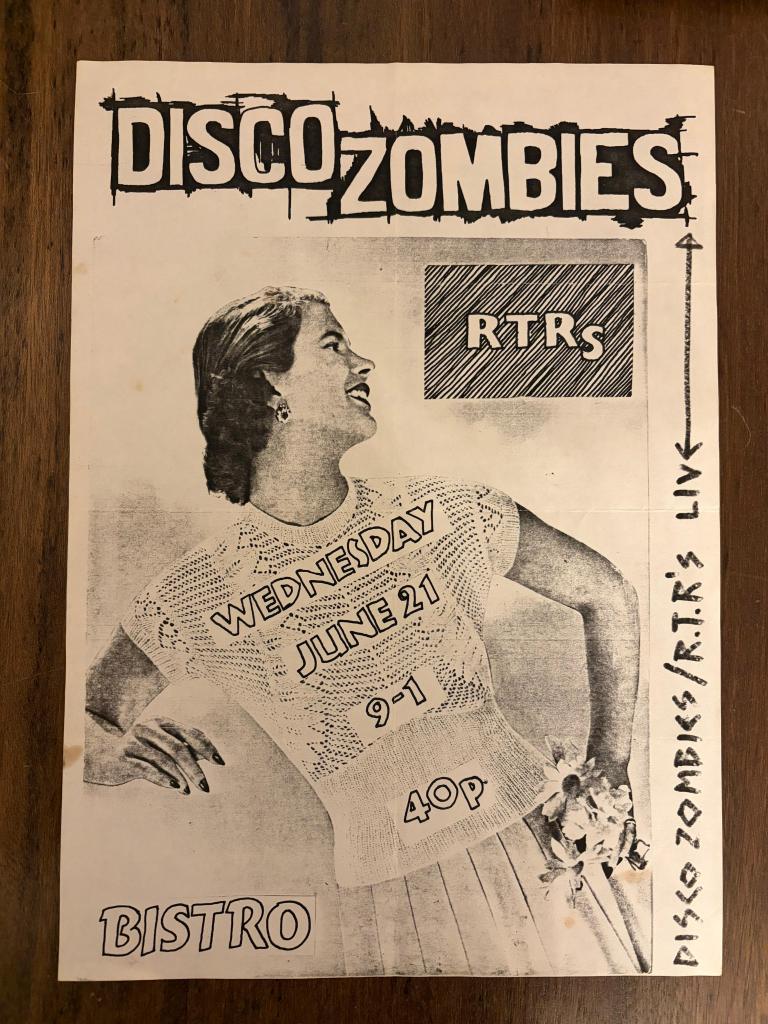 DISCO ZOMBIES
RTRs
WEDNESDAY
JUNE 21
9-1
40p
BISTRO
DISCO ZOMBIES/R.T.R's LIVE